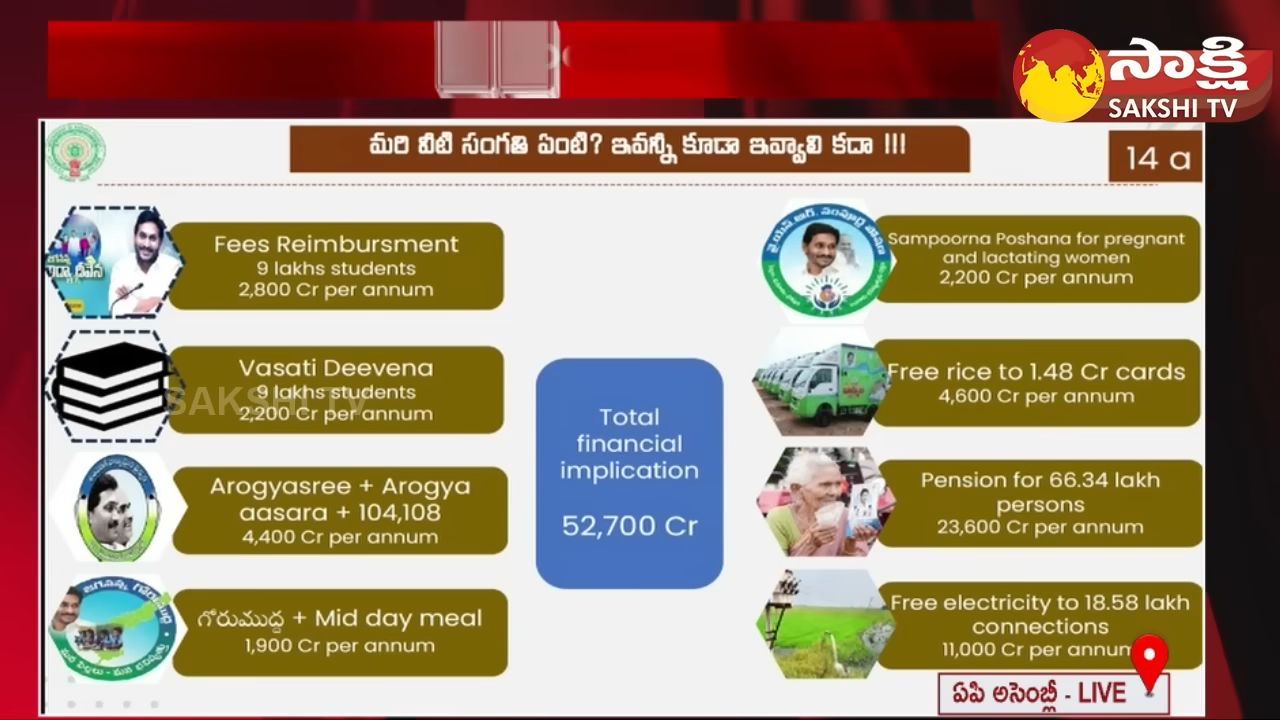 సాక్షి
SAKSHI TV
మరి వీటి సంగతి ఏంటి? ఇవన్నీ కూడా ఇవ్వాలి కదా !!!
14 a
Fees Reimbursment
9 lakhs students
2,800 Cr per annum
Vasati Deevena
9 lakhs students
2,200 Cr per annum
SAKSHI TV
Arogyasree + Arogya
aasara + 104,108
4,400 Cr per annum
గోరుముద్ద + Mid day meal
1,900 Cr per annum
Total
financial
implication
52,700 Cr
Sampoorna Poshana for pregnant
and lactating women
2,200 Cr per annum
Free rice to 1.48 Cr cards
4,600 Cr per annum
Pension for 66.34 lakh
persons
23,600 Cr per annum
Free electricity to 18.58 lakh
connections
11,000 Cr per annum
ఏపి అసెంబ్లీ - LIVE